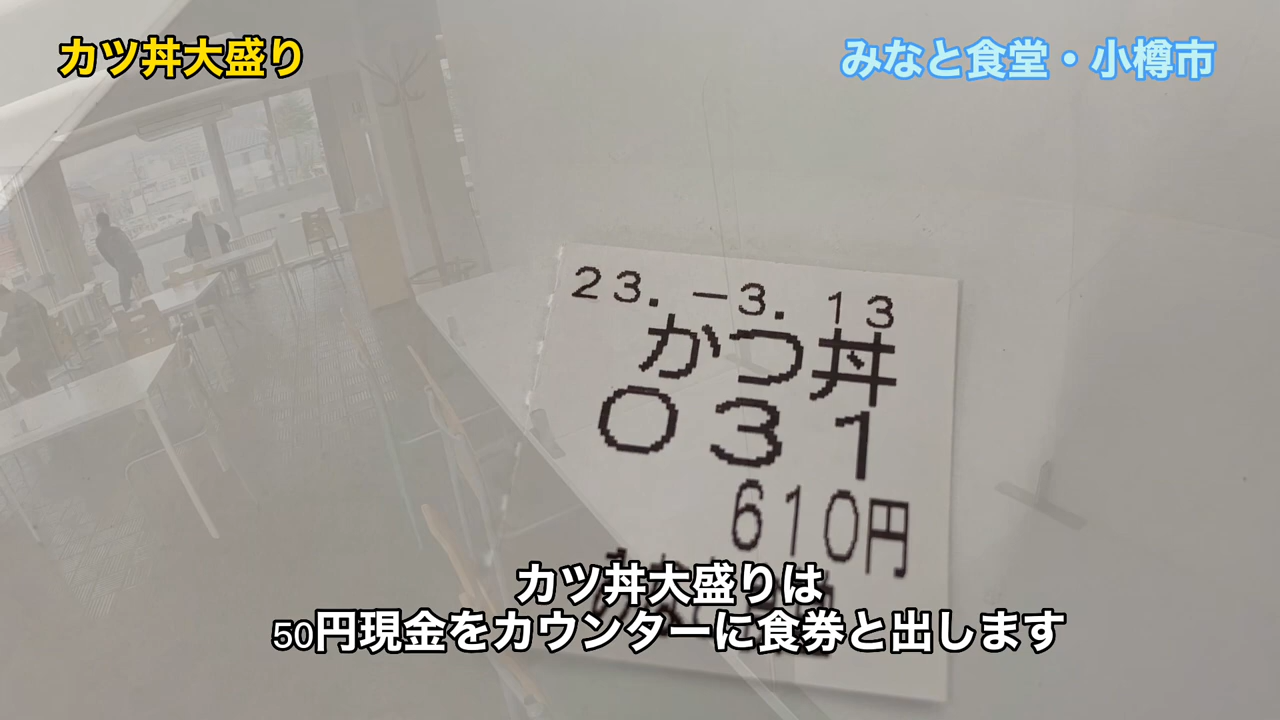 カツ丼大盛り
みなと食堂・小樽市
23.-3.13
かつ丼
031
610円
カツ丼大盛りは
50円現金をカウンターに食券と出します